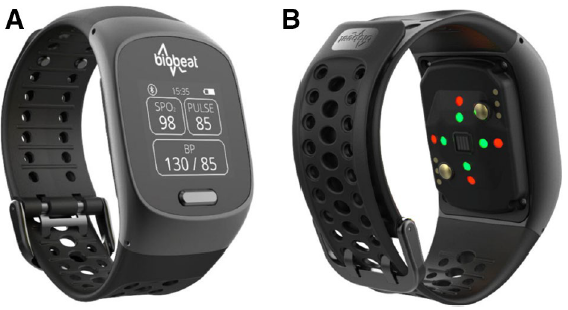 A
B
biobeat
15:35
SPO₂
PULSE
98
85
BP
130 / 85